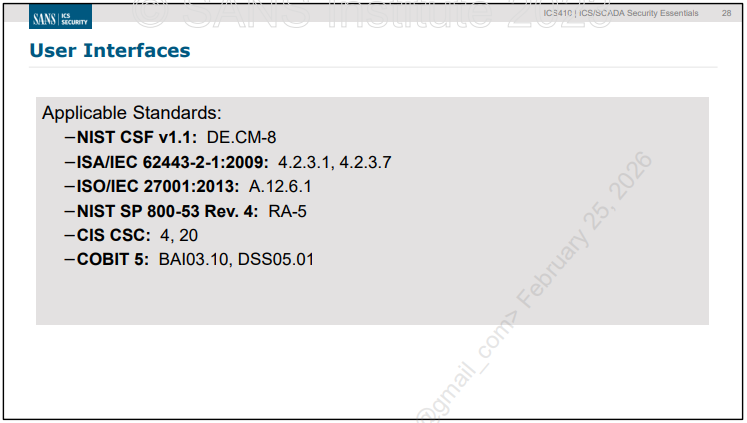 SANS | ICS SECURITY
© SANS Institute 2026
ICS410 | ICS/SCADA Security Essentials 28
User Interfaces
Applicable Standards:
–NIST CSF v1.1: DE.CM-8
–ISA/IEC 62443-2-1:2009: 4.2.3.1, 4.2.3.7
–ISO/IEC 27001:2013: A.12.6.1
–NIST SP 800-53 Rev. 4: RA-5
–CIS CSC: 4, 20
–COBIT 5: BAI03.10, DSS05.01
@gmail_com> February 25, 2026